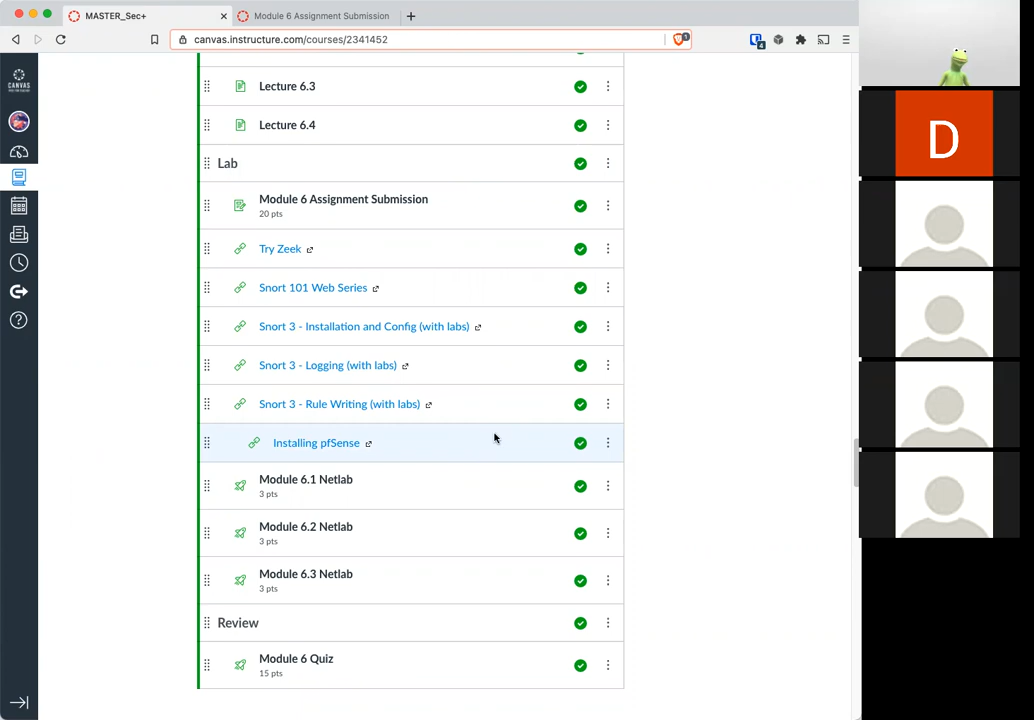 MASTER_Sec+
Module 6 Assignment Submission
canvas.instructure.com/courses/2341452
1
4
CANVAS
Lecture 6.3
Lecture 6.4
Lab
Module 6 Assignment Submission
20 pts
Try Zeek
Snort 101 Web Series
Snort 3 - Installation and Config (with labs)
Snort 3 - Logging (with labs)
Snort 3 - Rule Writing (with labs)
Installing pfSense
Module 6.1 Netlab
3 pts
Module 6.2 Netlab
3 pts
Module 6.3 Netlab
3 pts
Review
Module 6 Quiz
15 pts
D